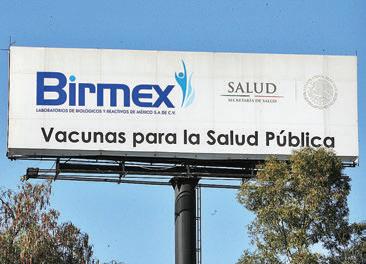 Birmex
LABORATORIOS DE BIOLÓGICOS Y REACTIVOS DE MÉXICO S.A DE C.V.
SALUD
SECRETARÍA DE SALUD
Vacunas para la Salud Pública